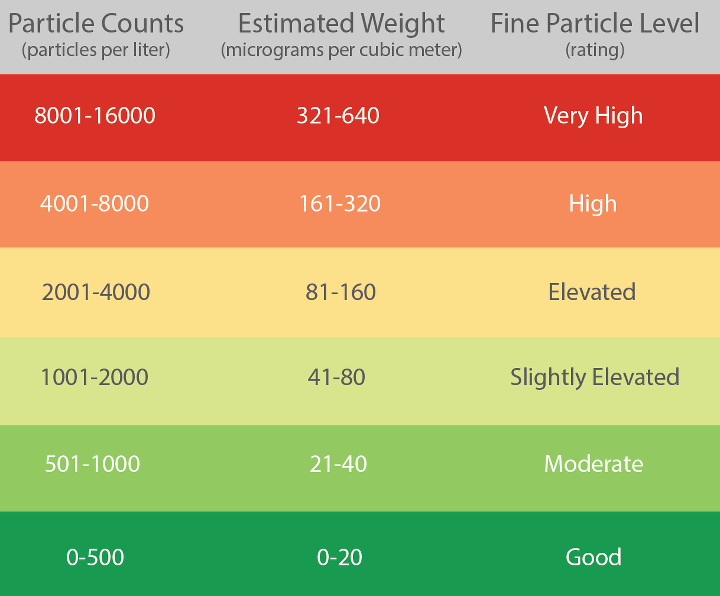 Particle Counts Estimated Weight Fine Particle Level
(particles per liter) (micrograms per cubic meter) (rating)
8001-16000 321-640 Very High
4001-8000 161-320 High
2001-4000 81-160 Elevated
1001-2000 41-80 Slightly Elevated
501-1000 21-40 Moderate
0-500 0-20 Good